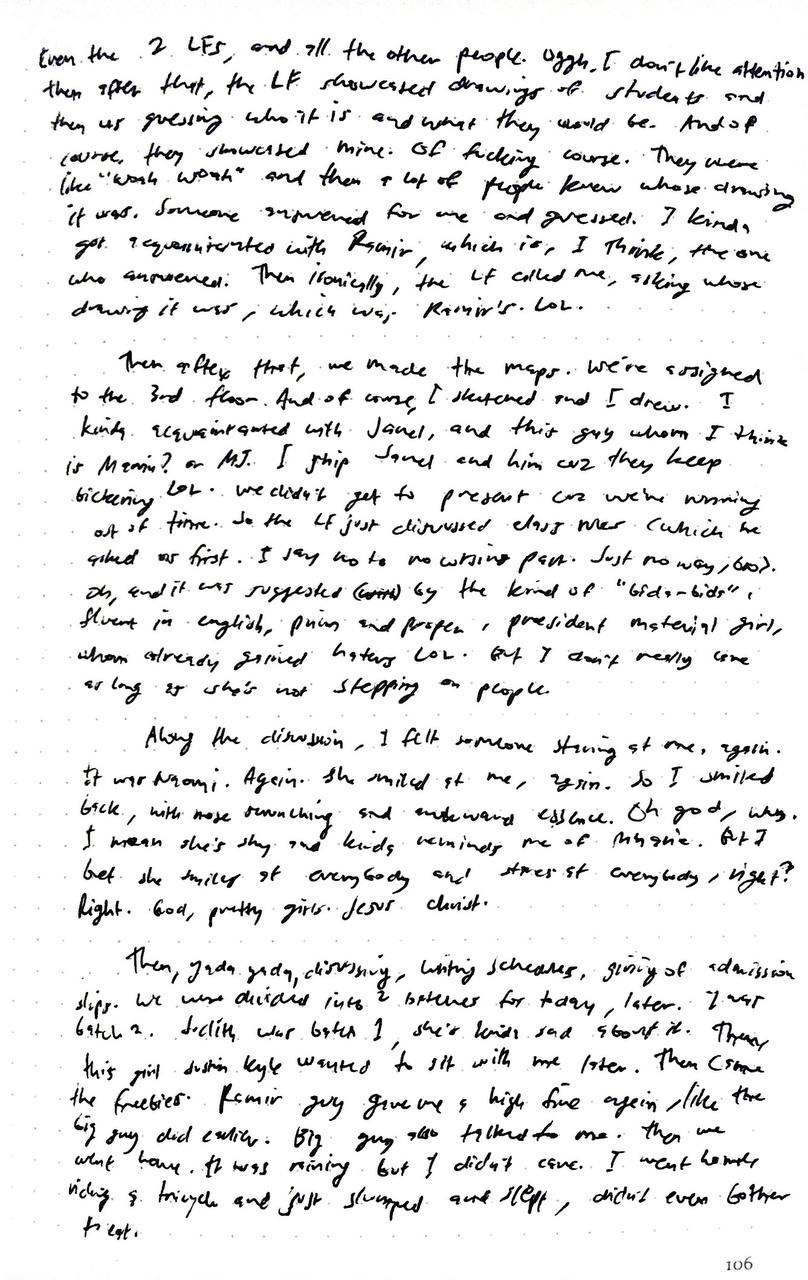 Even the 2 LFs, and all the other people. Uggh, I don't like attention
then after that, the LF showcased drawings of students and
then us guessing who it is and what they would be. And of
course, they showcased mine. Of fucking course. They were
like "woah woah" and then a lot of people knew whose drawing
it was. Someone answered for me and guessed. I kinda
got with Ramir, which is, I think, the one
who answered. Then ironically, the LF called me, asking whose
drawing it was, which was Ramir's. LOL.
Then after that, we made the maps. We're assigned
to the 3rd floor. And of course, I sketched and I drew. I
kinda acquaintanted with Janel, and this guy whom I think
is or MJ. I ship Janel and him cuz they keep
bickering LOL. We didn't get to present cuz we're running
out of time. So the LF just discussed class rules (which he
asked us first. I say no to no cursing part. Just no way,
Oh, and it was suggested by the kind of "bida-bida",
fluent in english, prim and proper, president material girl,
whom already gained haters LOL. But I don't really care
as long as she's not stepping on people.
Along the discussion, I felt someone staring at me, again.
It was Naomi. Again. She smiled at me, again. So I smiled
back, with nose scrunching and awkward essence. Oh god, why.
I mean she's shy and kinda reminds me of But I
bet she smiles at everybody and stares at everybody, right?
Right. God, pretty girls. Jesus christ.
Then, yada yada, discussing, writing schedules, giving of admission
slips. We were divided into 2 batches for today, later. I was
batch 2. was batch 1, she's kinda sad about it. Then
this girl kyle wanted to sit with me later. Then came
the freebies. Ramir guy gave me a high five again, like the
big guy did earlier. Big guy also talked to me. Then we
went home. It was raining but I didn't care. I went home
riding a tricycle and just slumped and slept, didn't even bother
to eat.
106